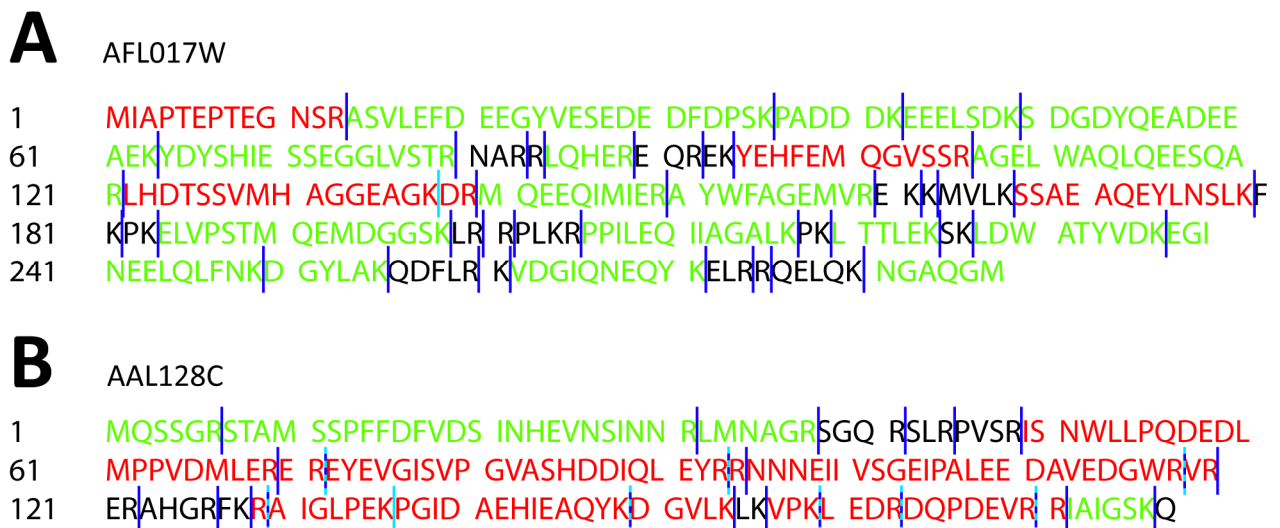 A
AFL017W
1 MIAPTEPTEG NSRASVLEFD EEGYVESEDE DFDPSKPADD DKEEELSDKS DGDYQEADEE
61 AEKYDYSHIE SSEGGLVSTR NARRLQHERE QREKYEHFEM QGVSSRAGEL WAQLQEESQA
121 RLHDTSSVMH AGGEAGKDRM QEEQIMIERA YWFAGEMVRE KKMVLKSSAE AQEYLNSLKF
181 KPKELVPSTM QEMDGGSKLR RPLKRPPILEQ IIAGALKPKL TTLEKSKLDW ATYVDKEGI
241 NEELQLFNKD GYLAKQDFLR KVDGIQNEQY KELRRQELQK NGAQGM
B
AAL128C
1 MQSSGRSTAM SSPFFDFVDS INHEVNSINN RLMNAGRSGQ RSLRPVSRIS NWLLPQDEDL
61 MPPVDMLERE REYEVGISVP GVASHDDIQL EYRRNNNEII VSGEIPALEE DAVEDGWRVR
121 ERAHGRFKRA IGLPEKPGID AEHIEAQYKD GVLKLKVPKL EDRDQPDEVR RIAIGSKQ